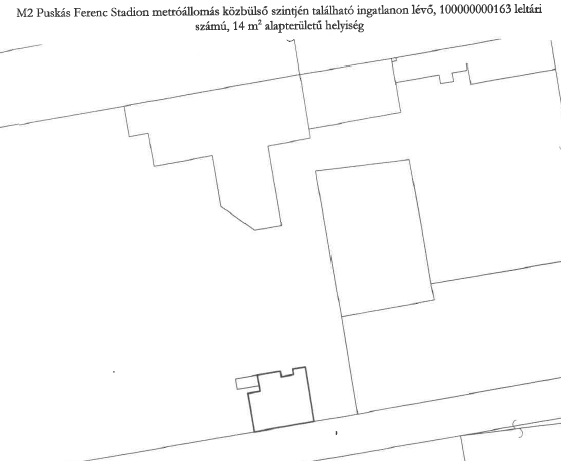 M2 Puskás Ferenc Stadion metróállomás közbülső szintjén található ingatlanon lévő, 100000000163 leltári
számú, 14 m² alapterületű helyiség